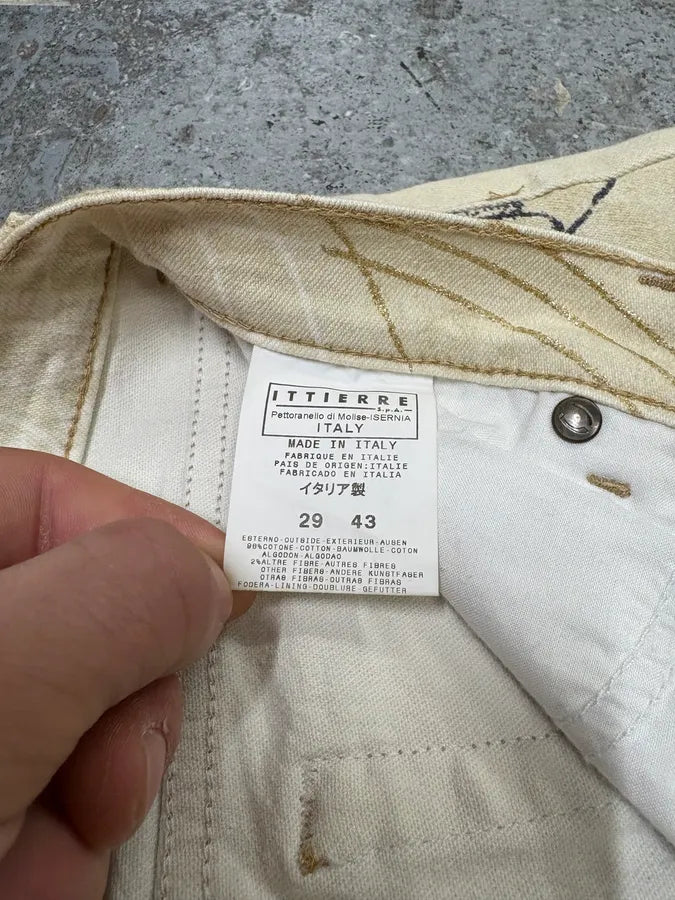 ITTIERRE
S.p.A.
Pettoranello di Molise-ISERNIA
ITALY
MADE IN ITALY
FABRIQUE EN ITALIE
PAIS DE ORIGEN:ITALIE
FABRICADO EN ITALIA
イタリア製
29 43
ESTERNO-OUTSIDE-EXTERIEUR-AUSEN
98%COTONE-COTTON-BAUMWOLLE-COTON
ALGODON-ALGODAO
2%ALTRE FIBRE-AUTRES FIBRES
OTHER FIBERS-ANDERE KUNSTFASER
OTRAS FIBRAS-OUTRAS FIBRAS
FODERA-LINING-DOUBLURE GEFUTTER